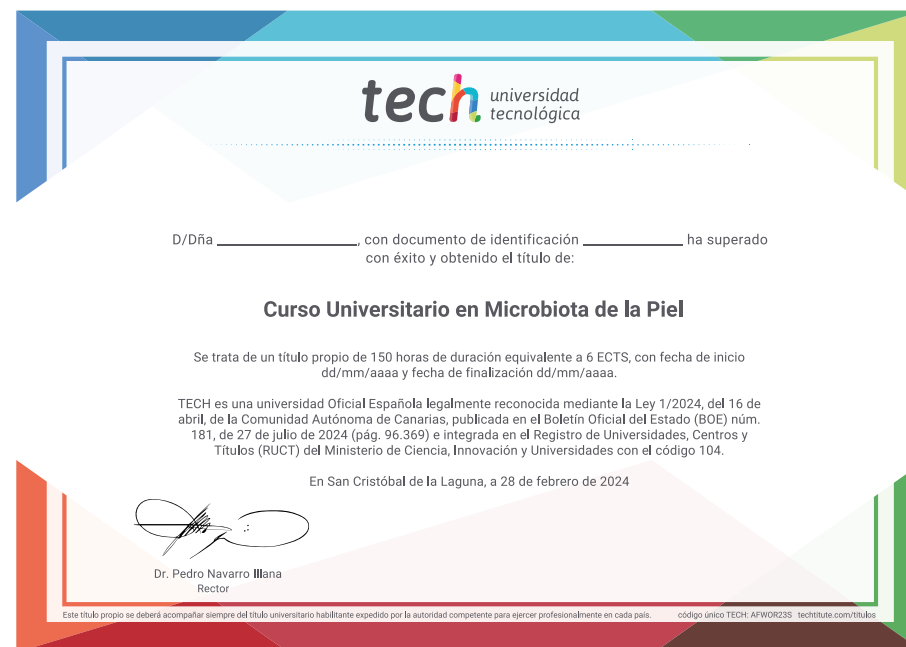 tech universidad
tecnológica
D/Dña ____________, con documento de identificación ____________ ha superado
con éxito y obtenido el título de:
Curso Universitario en Microbiota de la Piel
Se trata de un título propio de 150 horas de duración equivalente a 6 ECTS, con fecha de inicio
dd/mm/aaaa y fecha de finalización dd/mm/aaaa.
TECH es una universidad Oficial Española legalmente reconocida mediante la Ley 1/2024, del 16 de
abril, de la Comunidad Autónoma de Canarias, publicada en el Boletín Oficial del Estado (BOE) núm.
181, de 27 de julio de 2024 (pág. 96.369) e integrada en el Registro de Universidades, Centros y
Títulos (RUCT) del Ministerio de Ciencia, Innovación y Universidades con el código 104.
En San Cristóbal de la Laguna, a 28 de febrero de 2024
Dr. Pedro Navarro Illana
Rector
Este título propio se deberá acompañar siempre del título universitario habilitante expedido por la autoridad competente para ejercer profesionalmente en cada país. código único TECH: AFWOR23S techtitute.com/titulos